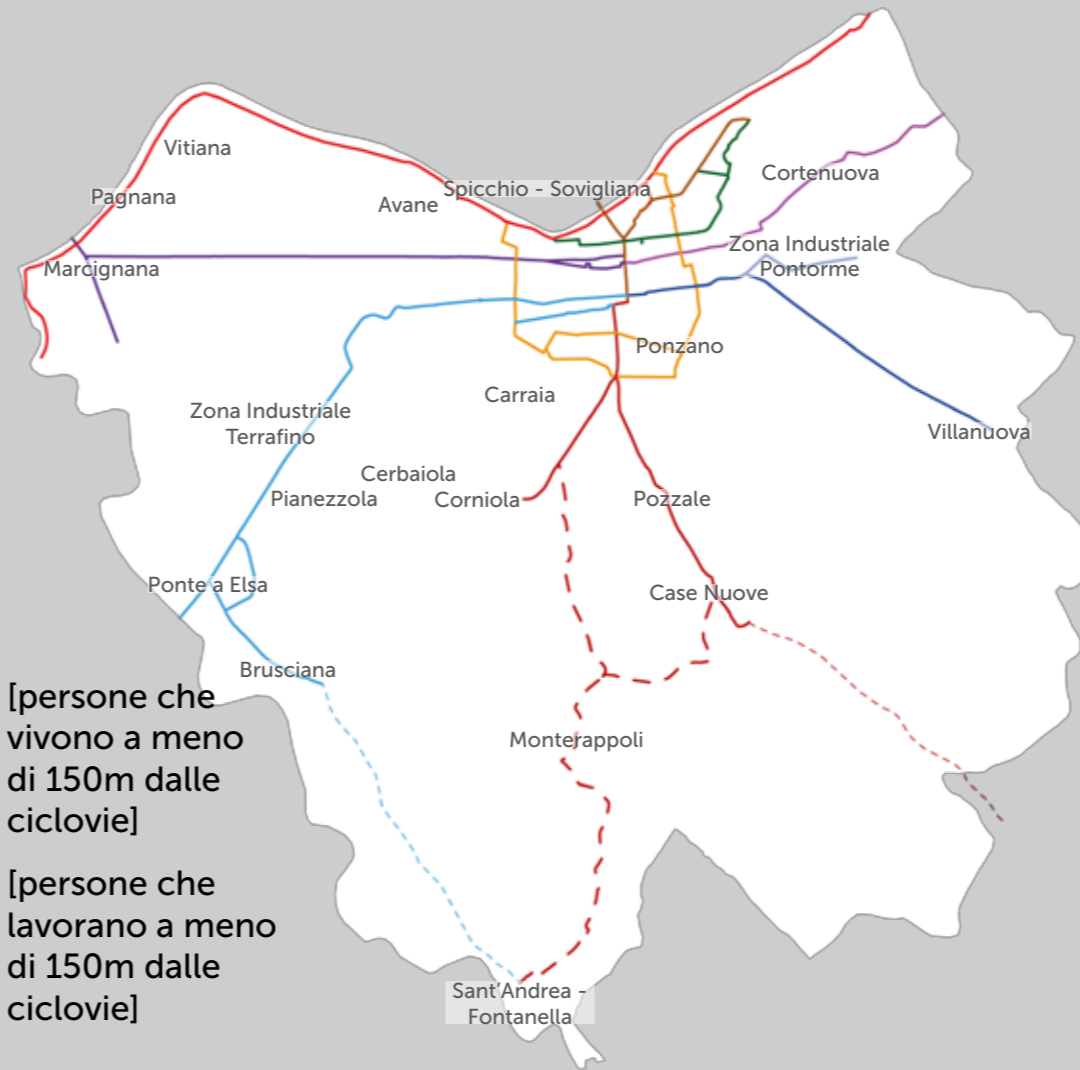 Vitiana
Pagnana
Spicchio - Sovigliana
Avane
Cortenuova
Marcignana
Zona Industriale
Pontorme
Ponzano
Carraia
Zona Industriale
Terrafino
Villanuova
Cerbaiola
Pianezzola
Corniola
Pozzale
Ponte a Elsa
Case Nuove
Brusciana
Monterappoli
[persone che
vivono a meno
di 150m dalle
ciclovie]
[persone che
lavorano a meno
di 150m dalle
ciclovie]
Sant'Andrea -
Fontanella